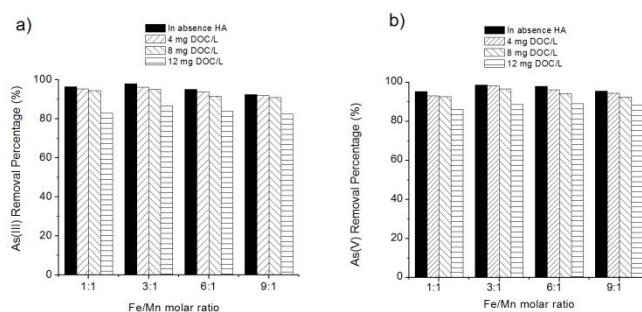 a)
In absence HA
4 mg DOC/L
8 mg DOC/L
12 mg DOC/L
As(III) Removal Percentage (%)
100
80
60
40
20
0
1:1 3:1 6:1 9:1
Fe/Mn molar ratio
b)
In absence HA
4 mg DOC/L
8 mg DOC/L
12 mg DOC/L
As(V) Removal Percentage (%)
100
80
60
40
20
0
1:1 3:1 6:1 9:1
Fe/Mn molar ratio